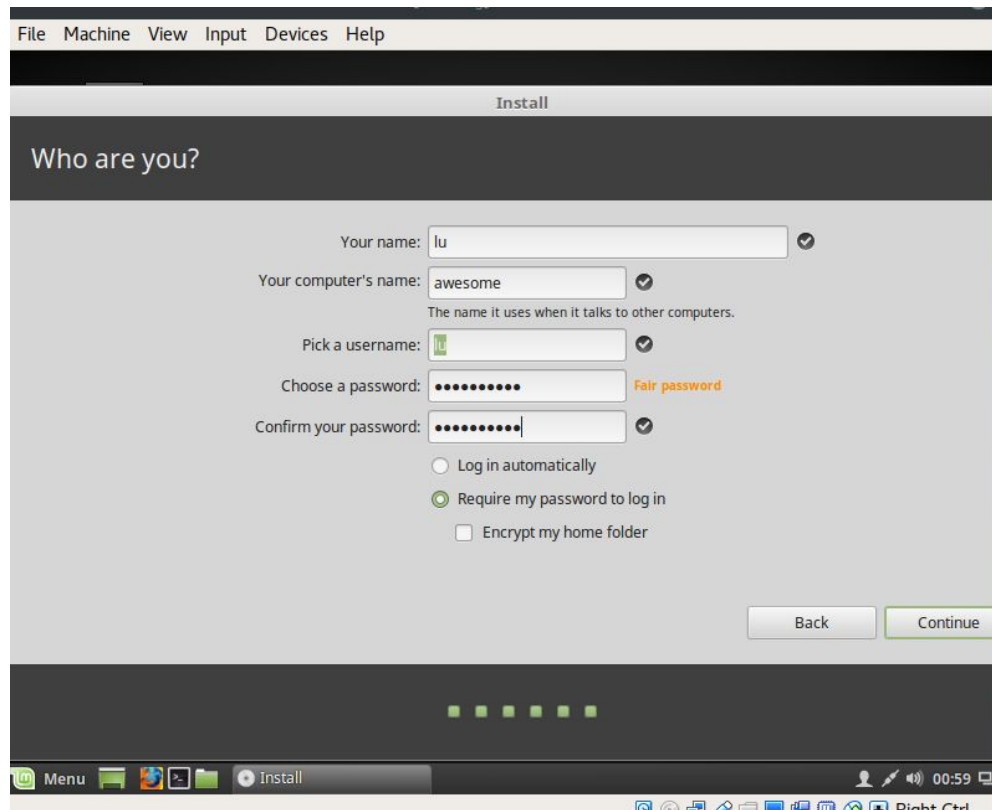 File Machine View Input Devices Help
Install
Who are you?
Your name: lu
Your computer's name: awesome
The name it uses when it talks to other computers.
Pick a username: lu
Choose a password: ●●●●●●●●●● Fair password
Confirm your password: ●●●●●●●●●●
Log in automatically
Require my password to log in
Encrypt my home folder
Back Continue
Menu Install 00:59
Right Ctrl